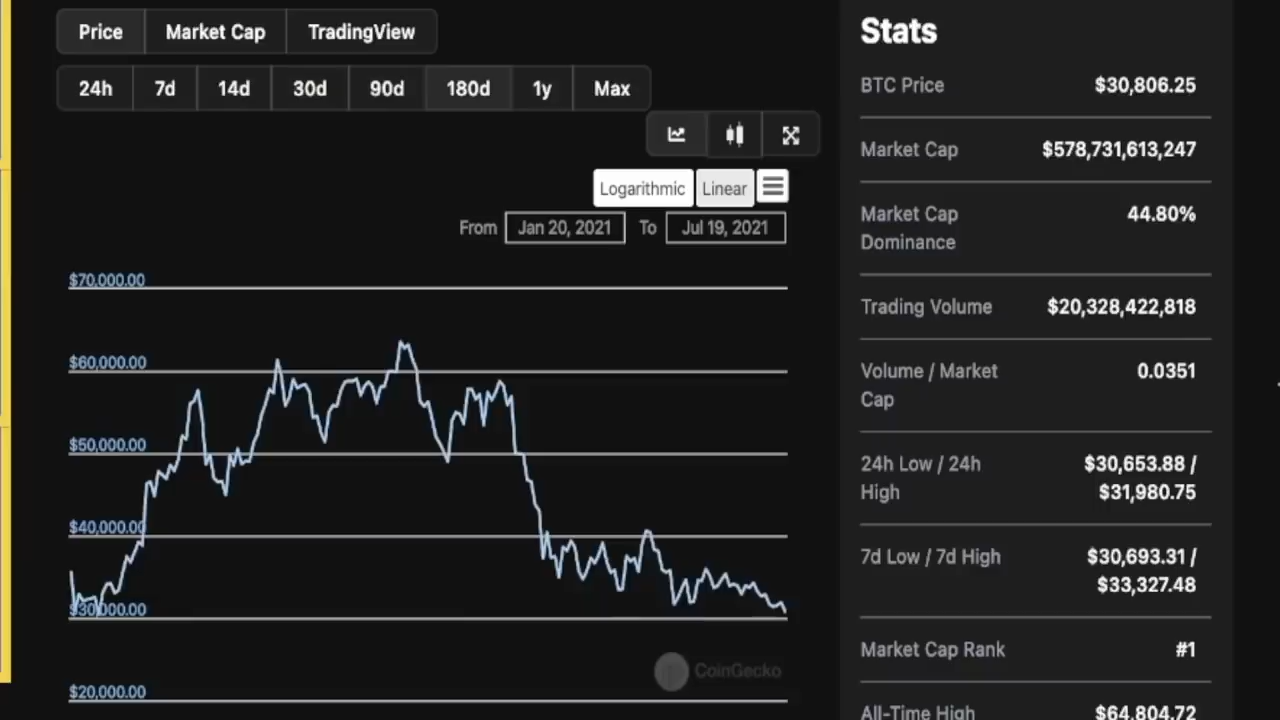 Price Market Cap TradingView
24h 7d 14d 30d 90d 180d 1y Max
Logarithmic Linear
From Jan 20, 2021 To Jul 19, 2021
$70,000.00
$60,000.00
$50,000.00
$40,000.00
$30,000.00
$20,000.00
CoinGecko
Stats
BTC Price $30,806.25
Market Cap $578,731,613,247
Market Cap 44.80%
Dominance
Trading Volume $20,328,422,818
Volume / Market 0.0351
Cap
24h Low / 24h $30,653.88 /
High $31,980.75
7d Low / 7d High $30,693.31 /
$33,327.48
Market Cap Rank #1
All-Time High $64,804.72